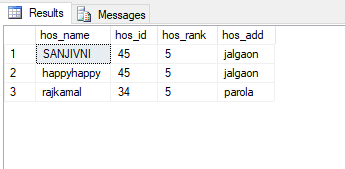 Results Messages
hos_name hos_id hos_rank hos_add
1 SANJIVNI 45 5 jalgaon
2 happyhappy 45 5 jalgaon
3 rajkamal 34 5 parola